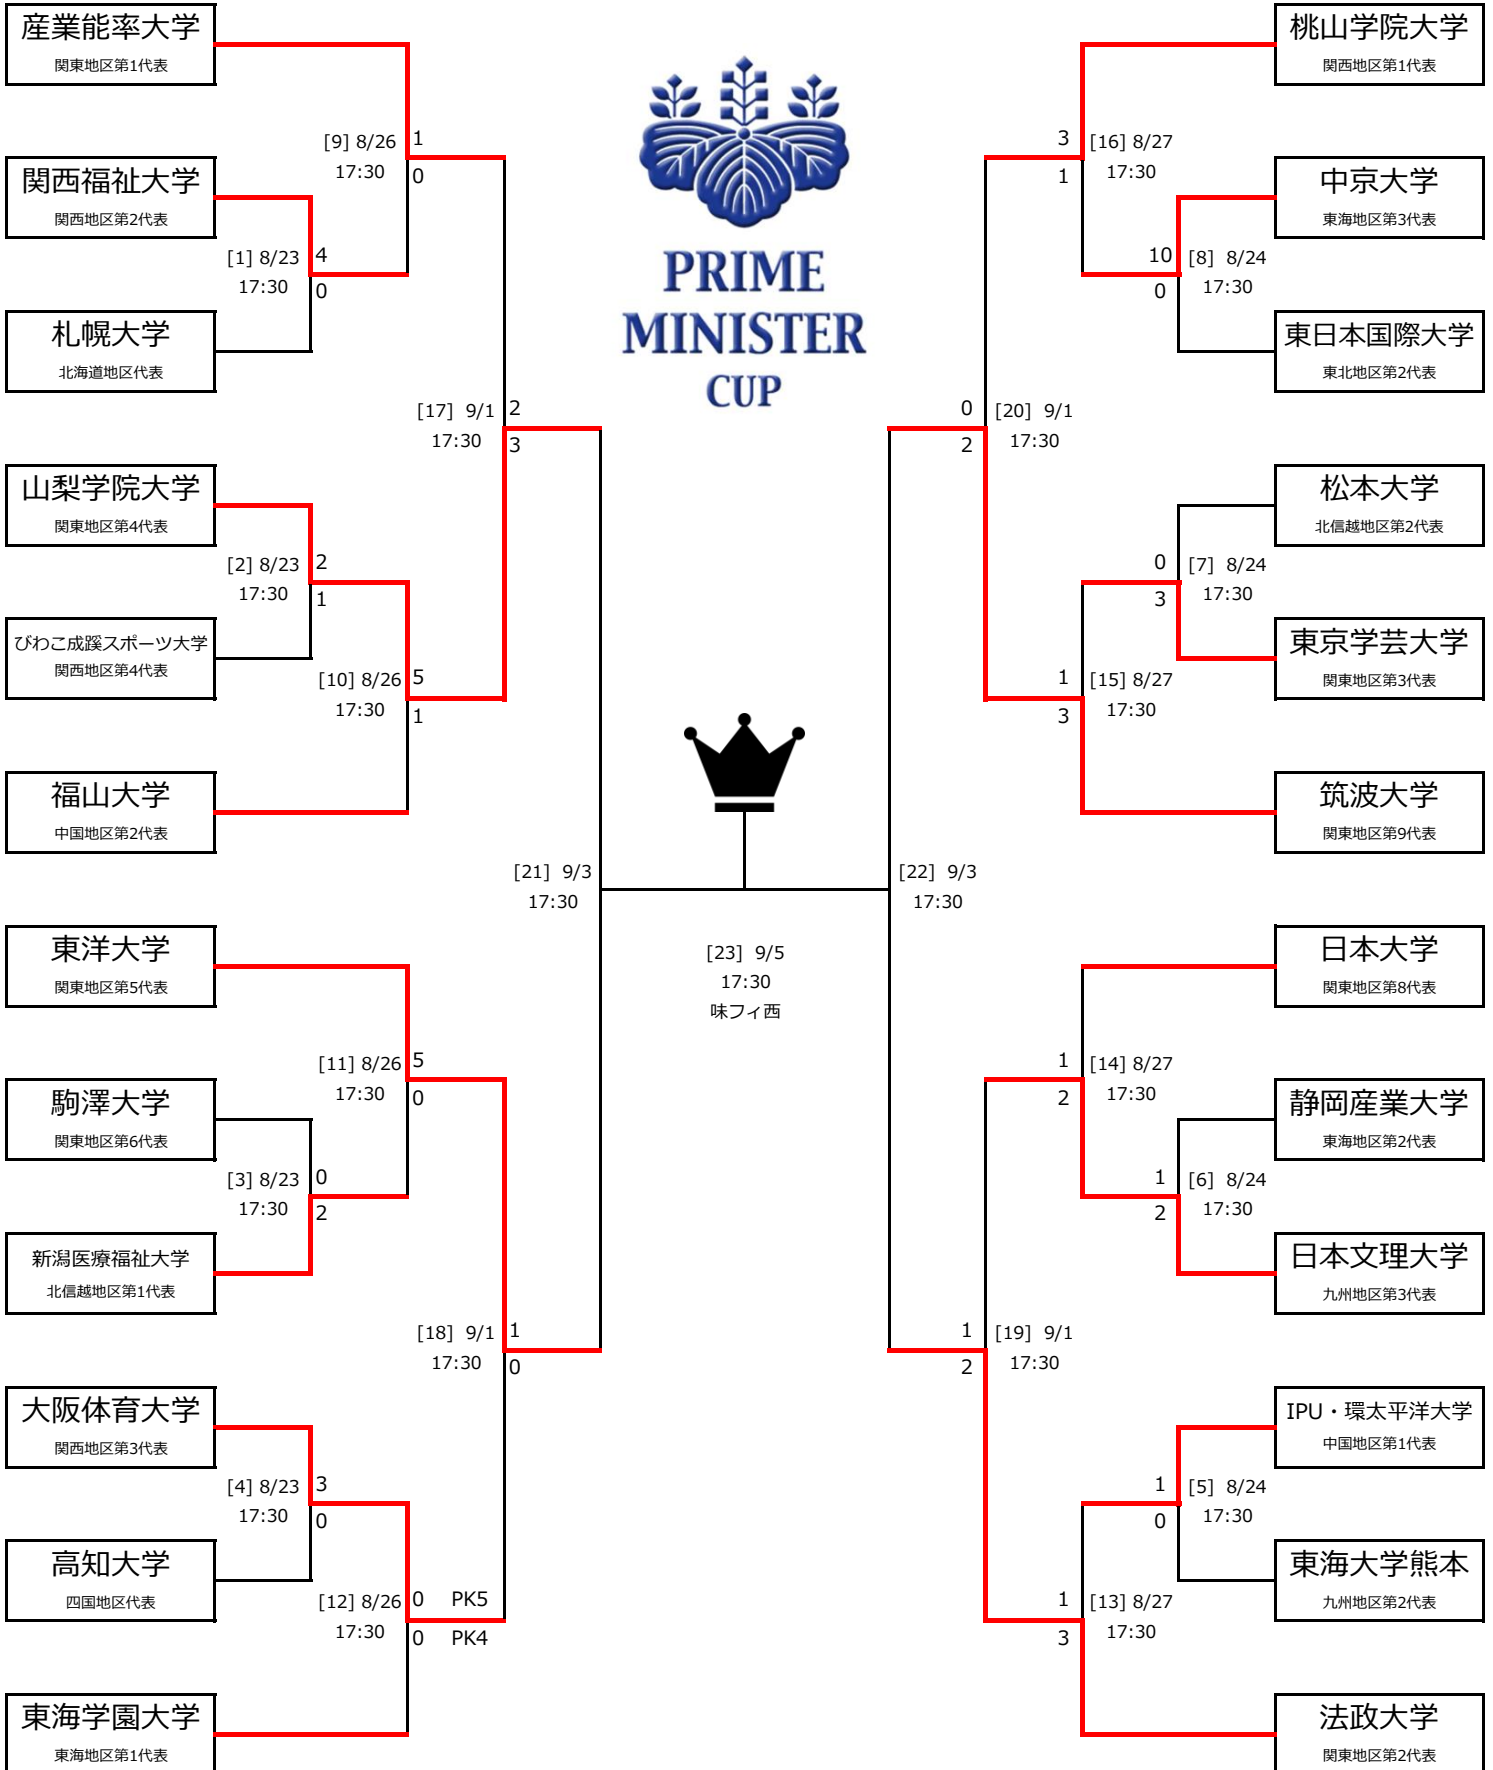 産業能率大学
関東地区第1代表
[9] 8/26 1
17:30 0
関西福祉大学
関西地区第2代表
[1] 8/23 4
17:30 0
札幌大学
北海道地区代表
[17] 9/1 2
17:30 3
山梨学院大学
関東地区第4代表
[2] 8/23 2
17:30 1
びわこ成蹊スポーツ大学
関西地区第4代表
[10] 8/26 5
17:30 1
福山大学
中国地区第2代表
[21] 9/3
17:30
東洋大学
関東地区第5代表
[11] 8/26 5
17:30 0
駒澤大学
関東地区第6代表
[3] 8/23 0
17:30 2
新潟医療福祉大学
北信越地区第1代表
[18] 9/1 1
17:30 0
大阪体育大学
関西地区第3代表
[4] 8/23 3
17:30 0
高知大学
四国地区代表
[12] 8/26 0 PK5
17:30 0 PK4
東海学園大学
東海地区第1代表
PRIME
MINISTER
CUP
[23] 9/5
17:30
味フィ西
桃山学院大学
関西地区第1代表
3 [16] 8/27
1 17:30
中京大学
東海地区第3代表
10 [8] 8/24
0 17:30
東日本国際大学
東北地区第2代表
0 [20] 9/1
2 17:30
松本大学
北信越地区第2代表
0 [7] 8/24
3 17:30
東京学芸大学
関東地区第3代表
1 [15] 8/27
3 17:30
筑波大学
関東地区第9代表
[22] 9/3
17:30
日本大学
関東地区第8代表
1 [14] 8/27
2 17:30
静岡産業大学
東海地区第2代表
1 [6] 8/24
2 17:30
日本文理大学
九州地区第3代表
1 [19] 9/1
2 17:30
IPU・環太平洋大学
中国地区第1代表
1 [5] 8/24
0 17:30
東海大学熊本
九州地区第2代表
1 [13] 8/27
3 17:30
法政大学
関東地区第2代表